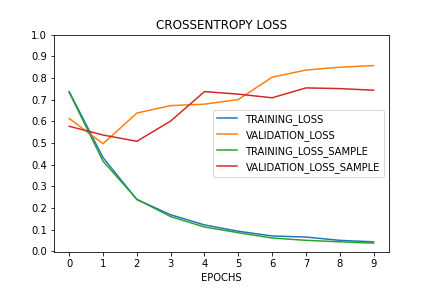 CROSSENTROPY LOSS
1.0
0.9
0.8
0.7
0.6
0.5
0.4
0.3
0.2
0.1
0.0
TRAINING_LOSS
VALIDATION_LOSS
TRAINING_LOSS_SAMPLE
VALIDATION_LOSS_SAMPLE
0 1 2 3 4 5 6 7 8 9
EPOCHS